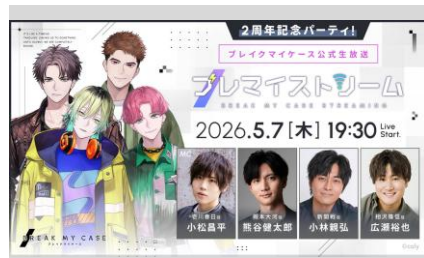 2周年記念パーティ!
ブレイクマイケース公式生放送
ブレマイストリーム
BREAK MY CASE STREAMING
2026.5.7[木]19:30 Live Start.
MC
小松昌平
熊谷健太郎
小林親弘
広瀬裕也
BREAK MY CASE
©coly